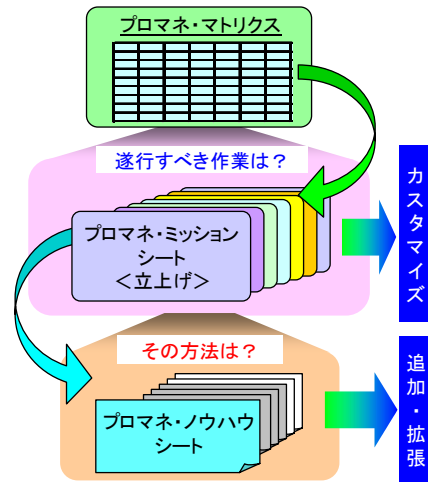 プロマネ・マトリクス
遂行すべき作業は？
プロマネ・ミッション
シート
＜立上げ＞
カスタマイズ
その方法は？
プロマネ・ノウハウ
シート
追加・拡張